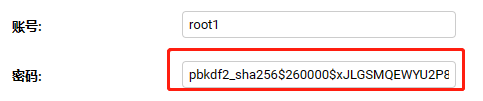 账号: root1
密码: pbkdf2_sha256$260000$xJLGSMQEWYU2P8